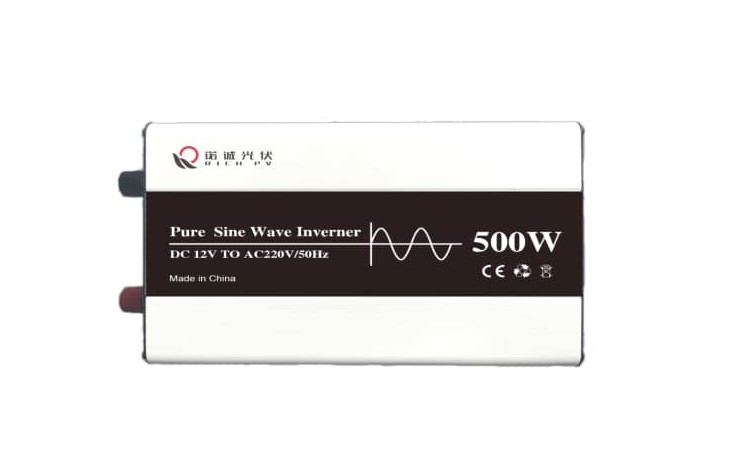 诺诚光伏
RICH PV
Pure Sine Wave Inverner
500W
DC 12V TO AC220V/50Hz
CE
Made in China